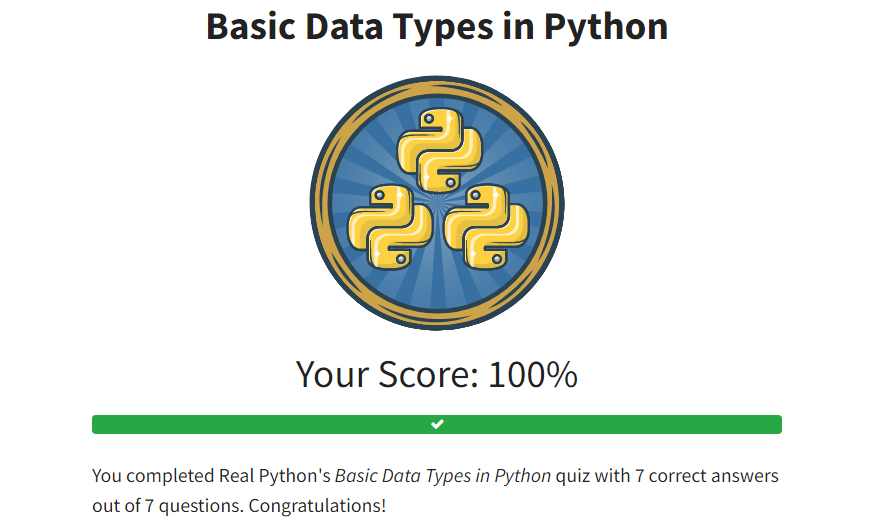 Basic Data Types in Python
Your Score: 100%
You completed Real Python's Basic Data Types in Python quiz with 7 correct answers
out of 7 questions. Congratulations!